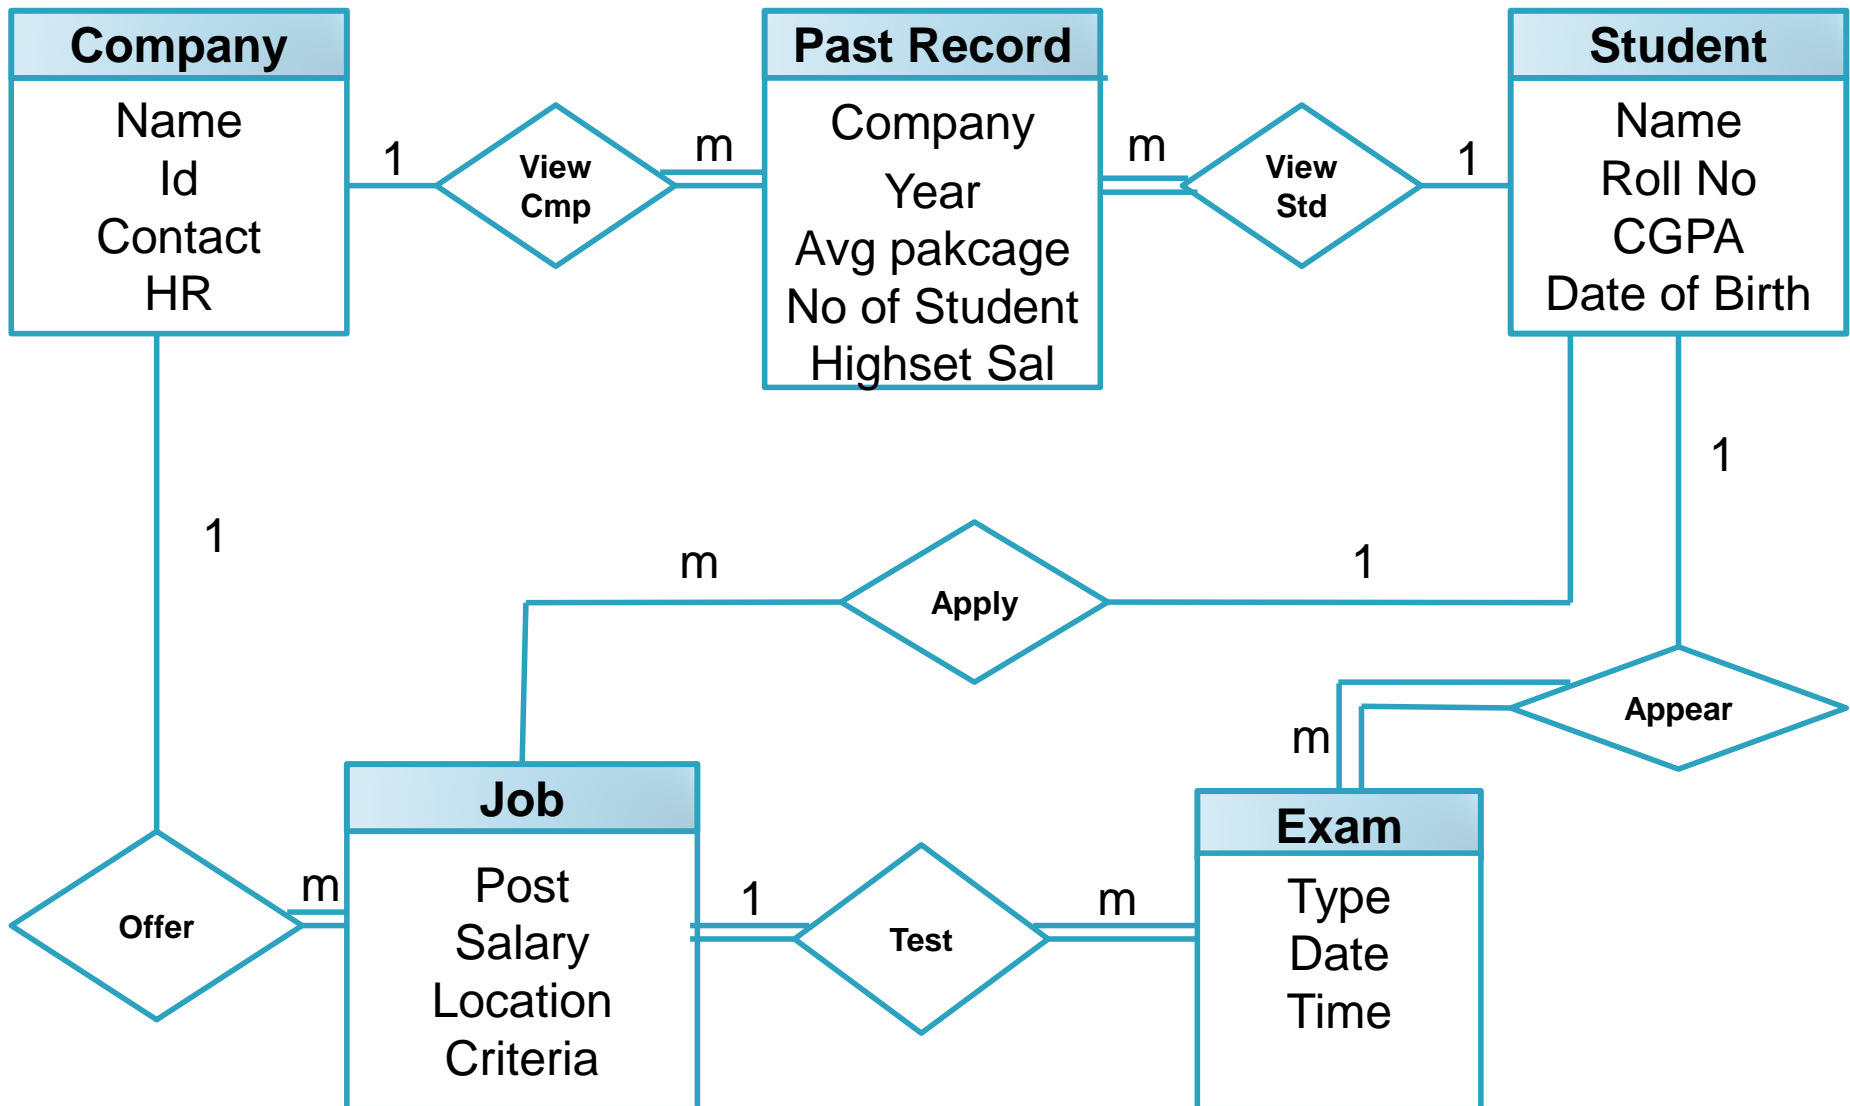 Company
Name
Id
Contact
HR
1
View
Cmp
m
Past Record
Company
Year
Avg pakcage
No of Student
Highset Sal
m
View
Std
1
Student
Name
Roll No
CGPA
Date of Birth
1
1
m
Apply
1
Appear
m
Offer
m
Job
Post
Salary
Location
Criteria
1
Test
m
Exam
Type
Date
Time